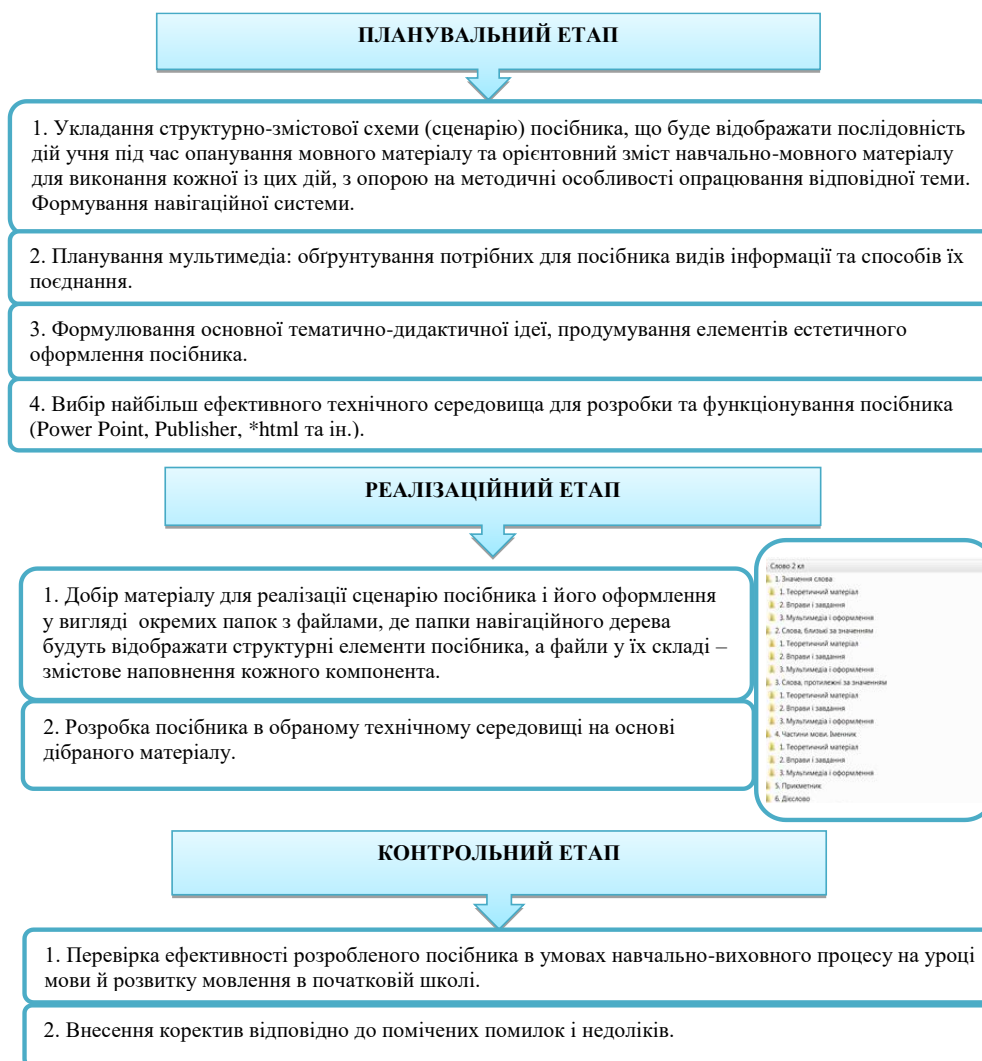 ПЛАНУВАЛЬНИЙ ЕТАП
1. Укладання структурно-змістової схеми (сценарію) посібника, що буде відображати послідовність
дій учня під час опанування мовного матеріалу та орієнтовний зміст навчально-мовного матеріалу
для виконання кожної із цих дій, з опорою на методичні особливості опрацювання відповідної теми.
Формування навігаційної системи.
2. Планування мультимедіа: обґрунтування потрібних для посібника видів інформації та способів їх
поєднання.
3. Формулювання основної тематично-дидактичної ідеї, продумування елементів естетичного
оформлення посібника.
4. Вибір найбільш ефективного технічного середовища для розробки та функціонування посібника
(Power Point, Publisher, *html та ін.).
РЕАЛІЗАЦІЙНИЙ ЕТАП
1. Добір матеріалу для реалізації сценарію посібника і його оформлення
у вигляді окремих папок з файлами, де папки навігаційного дерева
будуть відображати структурні елементи посібника, а файли у їх складі –
змістове наповнення кожного компонента.
2. Розробка посібника в обраному технічному середовищі на основі
дібраного матеріалу.
Слово 2 кл
1. Значення слова
1. Теоретичний матеріал
2. Вправи і завдання
3. Мультимедіа і оформлення
2. Слова, близькі за значенням
1. Теоретичний матеріал
2. Вправи і завдання
3. Мультимедіа і оформлення
3. Слова, протилежні за значенням
1. Теоретичний матеріал
2. Вправи і завдання
3. Мультимедіа і оформлення
4. Частини мови. Іменник
1. Теоретичний матеріал
2. Вправи і завдання
3. Мультимедіа і оформлення
5. Прикметник
6. Дієслово
КОНТРОЛЬНИЙ ЕТАП
1. Перевірка ефективності розробленого посібника в умовах навчально-виховного процесу на уроці
мови й розвитку мовлення в початковій школі.
2. Внесення коректив відповідно до помічених помилок і недоліків.